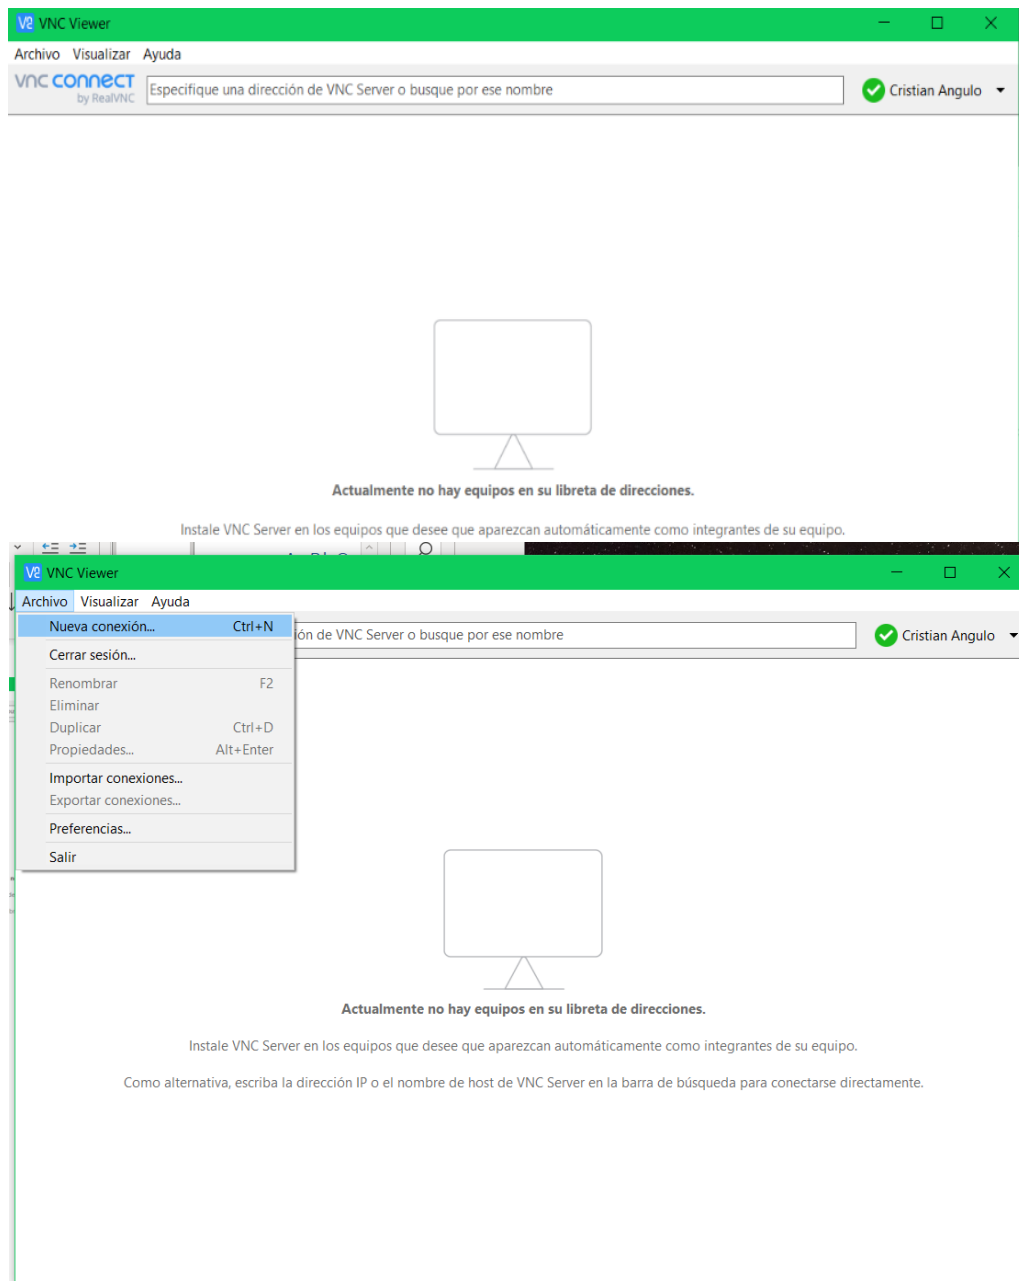 VNC Viewer
Archivo Visualizar Ayuda
vnc connect
by RealVNC
Especifique una dirección de VNC Server o busque por ese nombre
Cristian Angulo
Actualmente no hay equipos en su libreta de direcciones.
Instale VNC Server en los equipos que desee que aparezcan automáticamente como integrantes de su equipo.
VNC Viewer
Archivo Visualizar Ayuda
Nueva conexión... Ctrl+N
ión de VNC Server o busque por ese nombre
Cristian Angulo
Cerrar sesión...
Renombrar F2
Eliminar
Duplicar Ctrl+D
Propiedades... Alt+Enter
Importar conexiones...
Exportar conexiones...
Preferencias...
Salir
Actualmente no hay equipos en su libreta de direcciones.
Instale VNC Server en los equipos que desee que aparezcan automáticamente como integrantes de su equipo.
Como alternativa, escriba la dirección IP o el nombre de host de VNC Server en la barra de búsqueda para conectarse directamente.